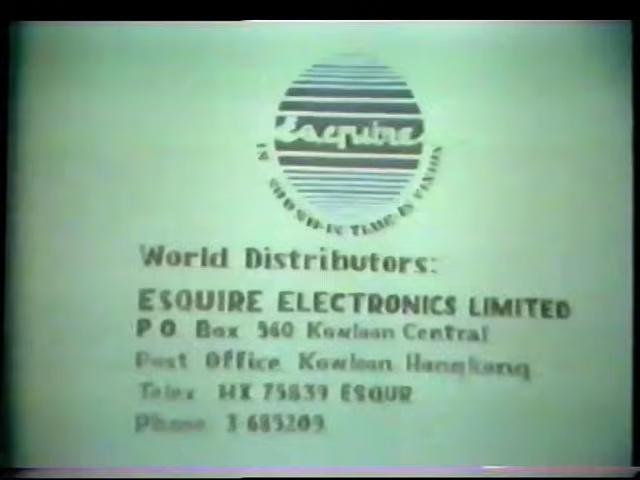 Esquire
World Distributors:
ESQUIRE ELECTRONICS LIMITED
P O Box 560 Kowloon Central
Post Office Kowloon Hongkong
Telex HX 75839 ESQUR
Phone 3 685209